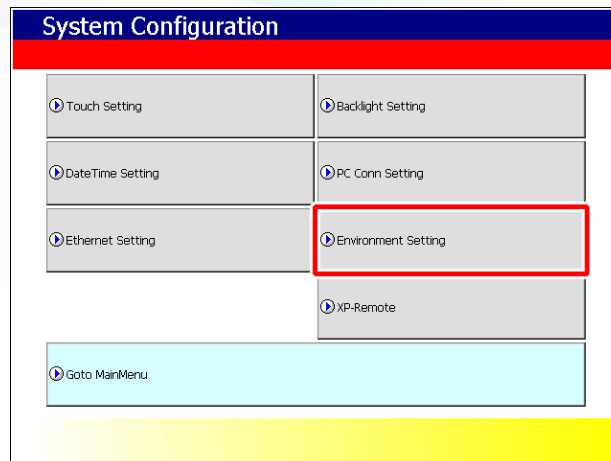 System Configuration
Touch Setting
Backlight Setting
DateTime Setting
PC Conn Setting
Ethernet Setting
Environment Setting
XP-Remote
Goto MainMenu